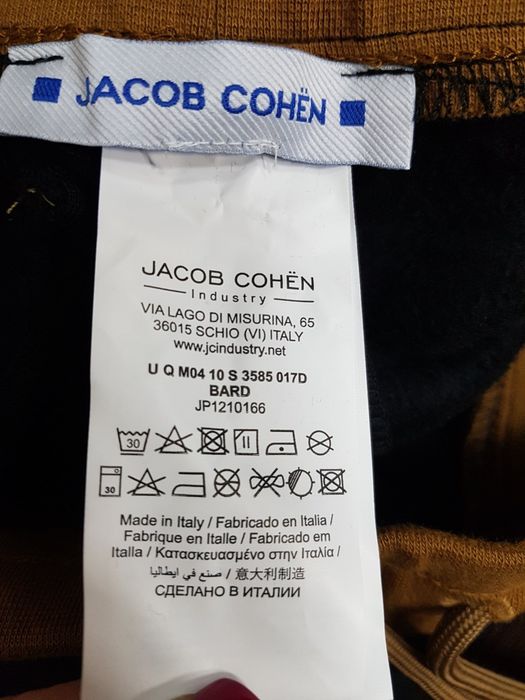 JACOB COHËN
JACOB COHËN
Industry
VIA LAGO DI MISURINA, 65
36015 SCHIO (VI) ITALY
www.jcindustry.net
U Q M04 10 S 3585 017D
BARD
JP1210166
30
30
Made in Italy / Fabricado en Italia /
Fabrique en Italie / Fabricado em
Italla / Κατασκευασμένο στην Ιταλία /
صنع في ايطاليا / 意大利制造
СДЕЛАНО В ИТАЛИИ